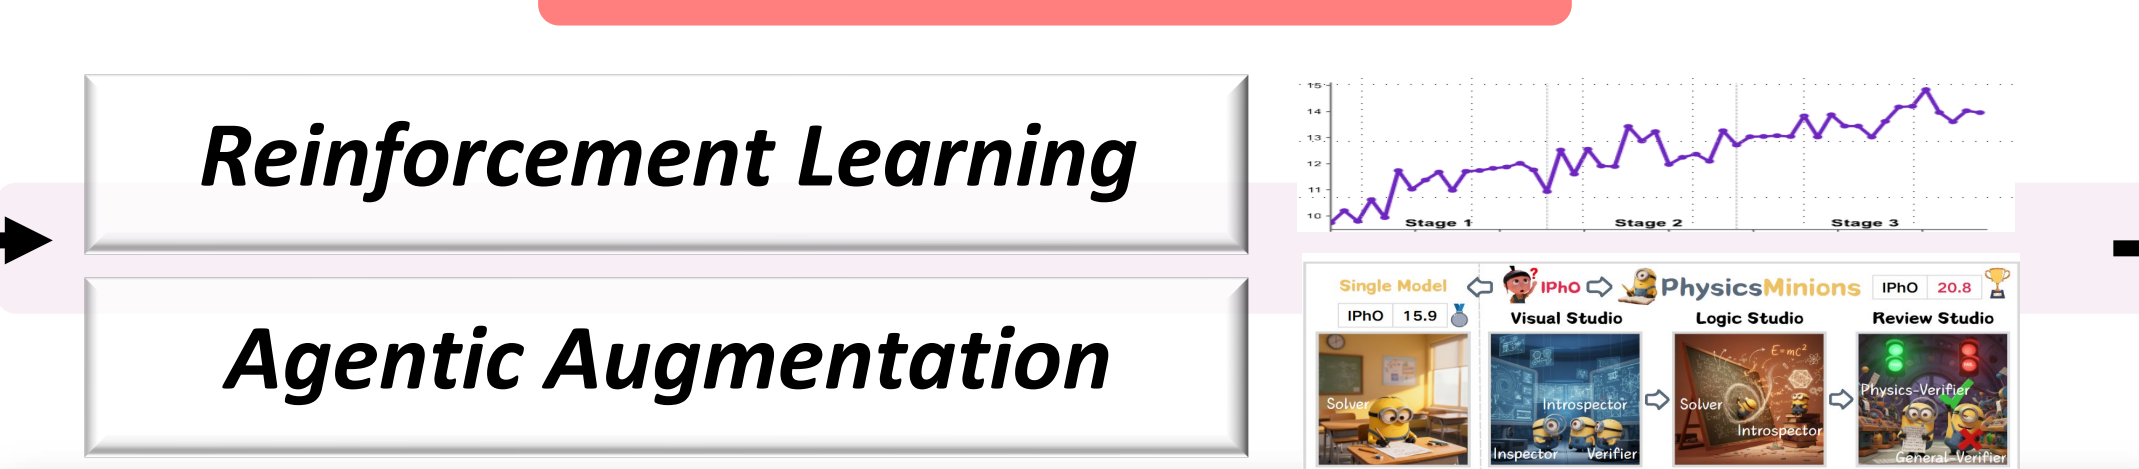 Reinforcement Learning
15
14
13
12
11
10
Stage 1 Stage 2 Stage 3
Agentic Augmentation
Single Model ? IPhO PhysicsMinions IPhO 20.8
IPhO 15.9
Visual Studio Logic Studio Review Studio
E=mc²
Physics-Verifier
Solver Introspector Solver
Introspector
Inspector Verifier General-Verifier